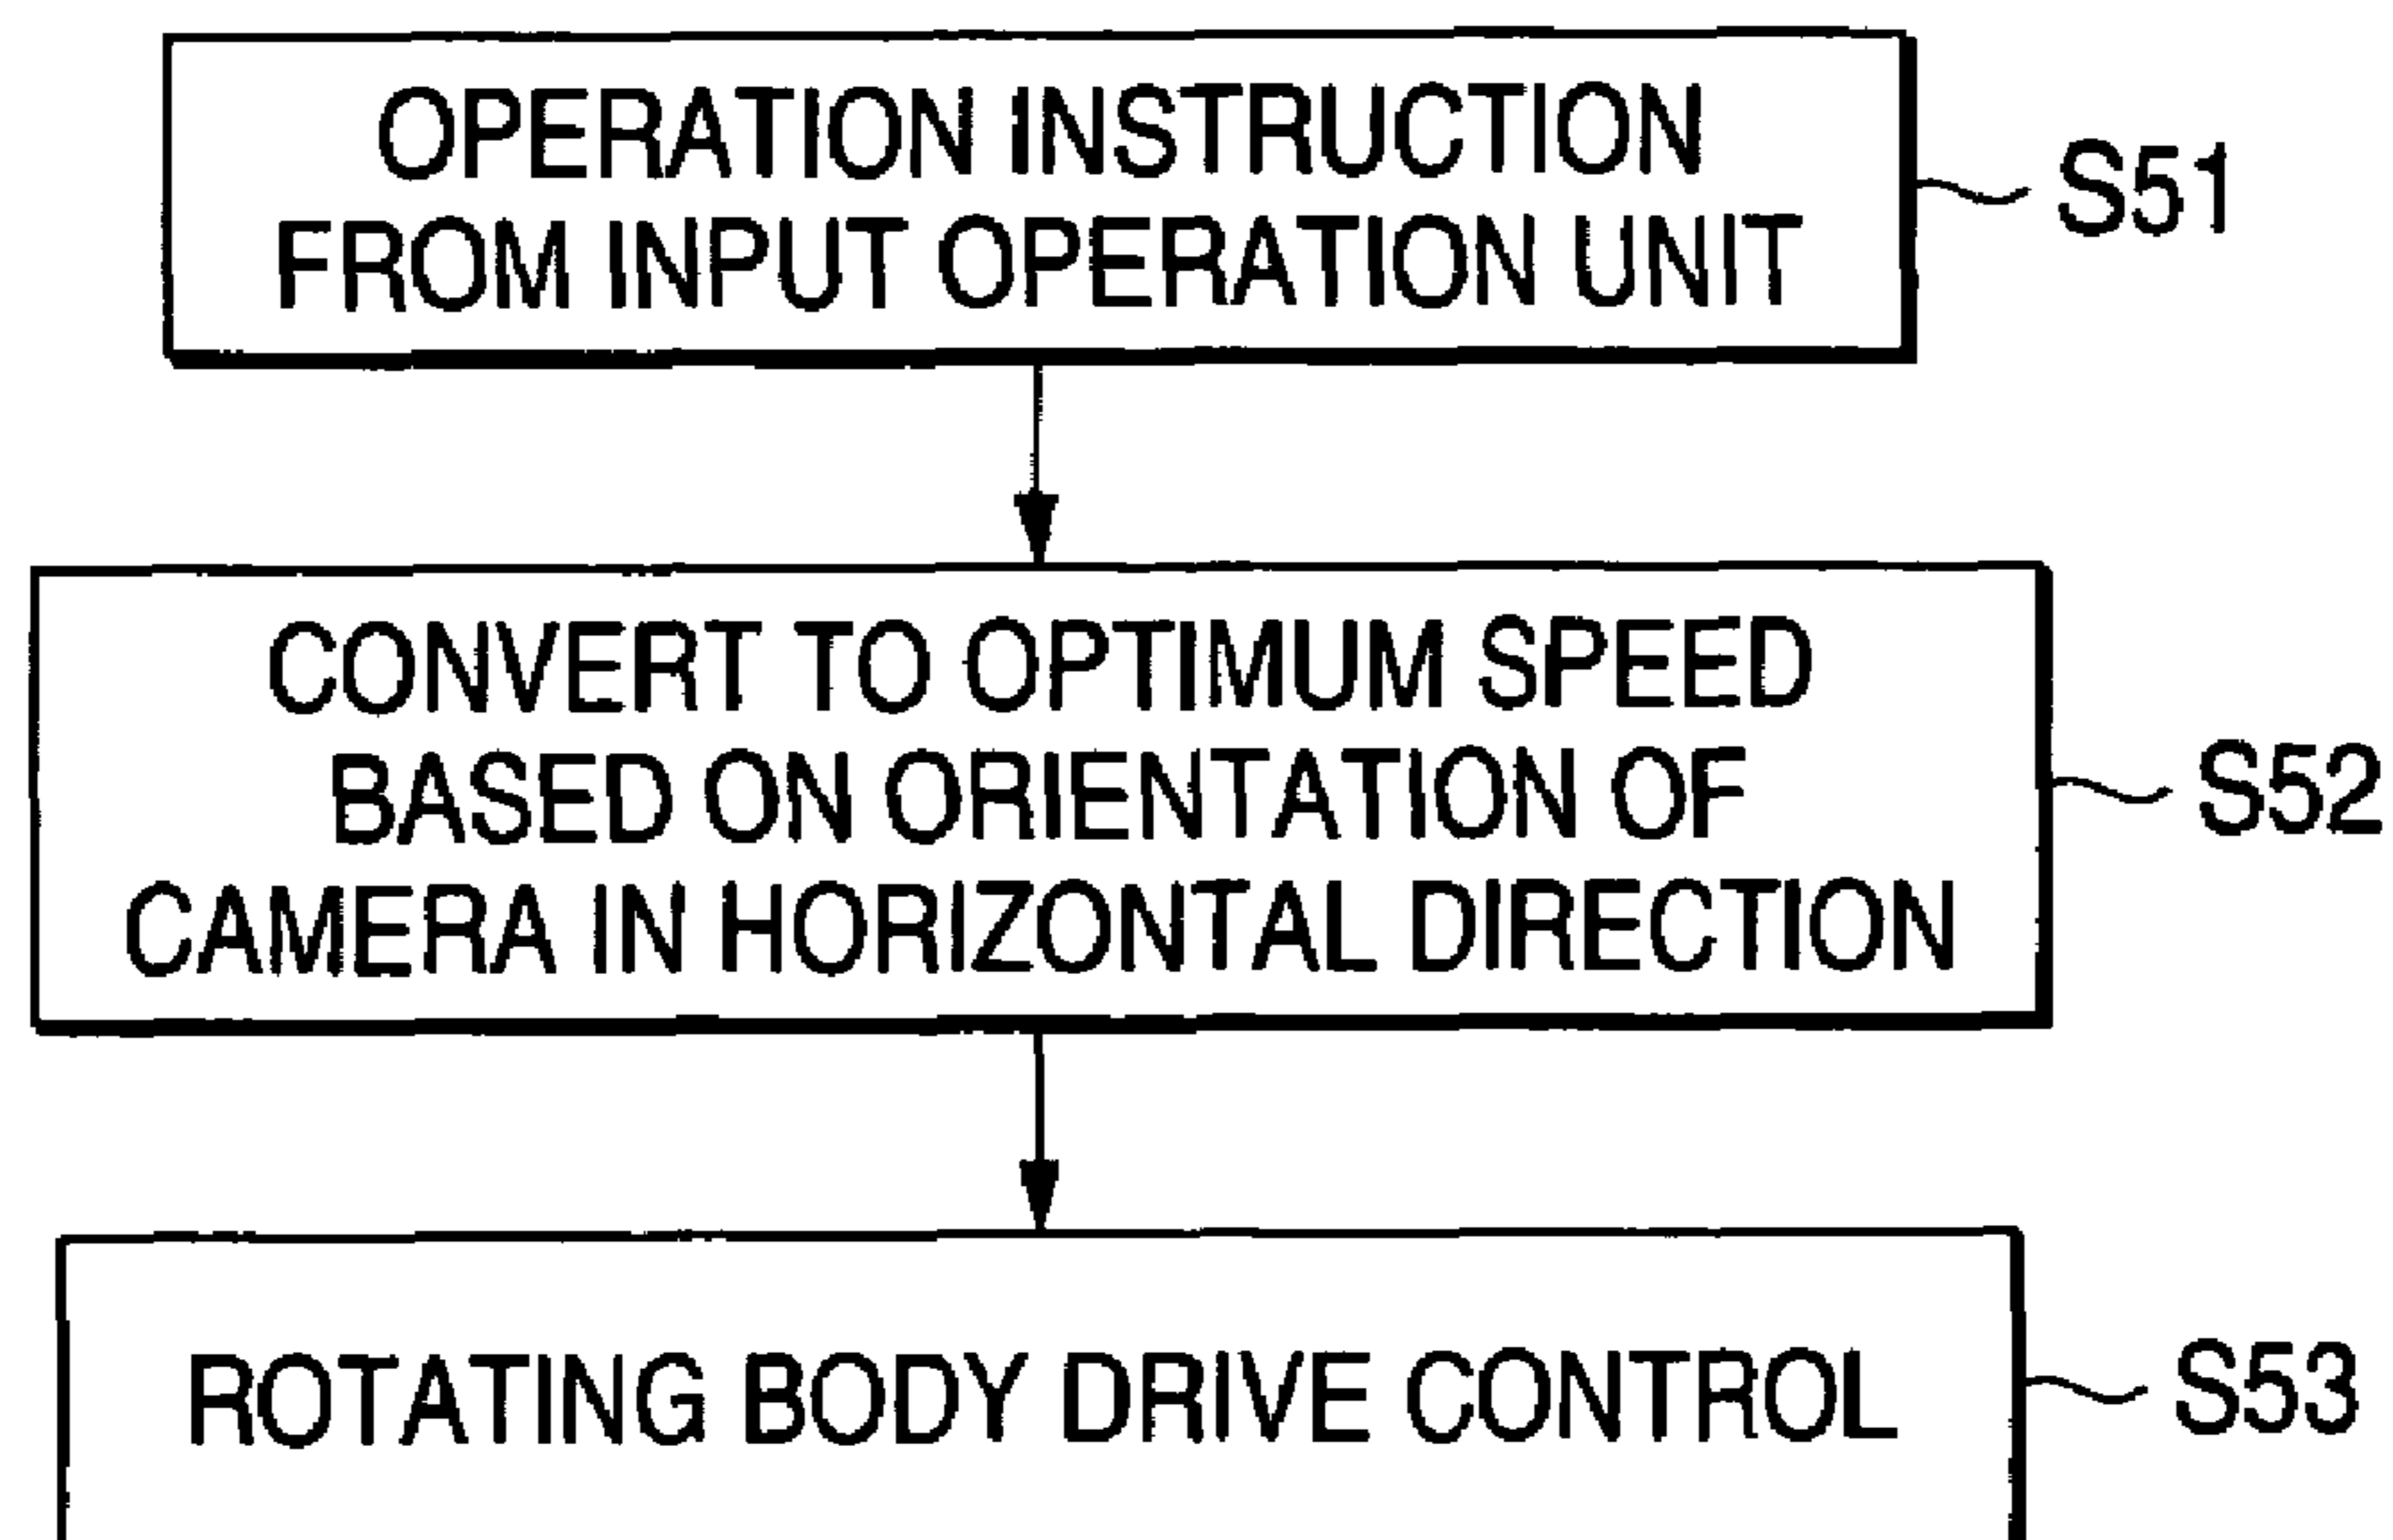 OPERATION INSTRUCTION
FROM INPUT OPERATION UNIT
S51
CONVERT TO OPTIMUM SPEED
BASED ON ORIENTATION OF
CAMERA IN HORIZONTAL DIRECTION
S52
ROTATING BODY DRIVE CONTROL
S53